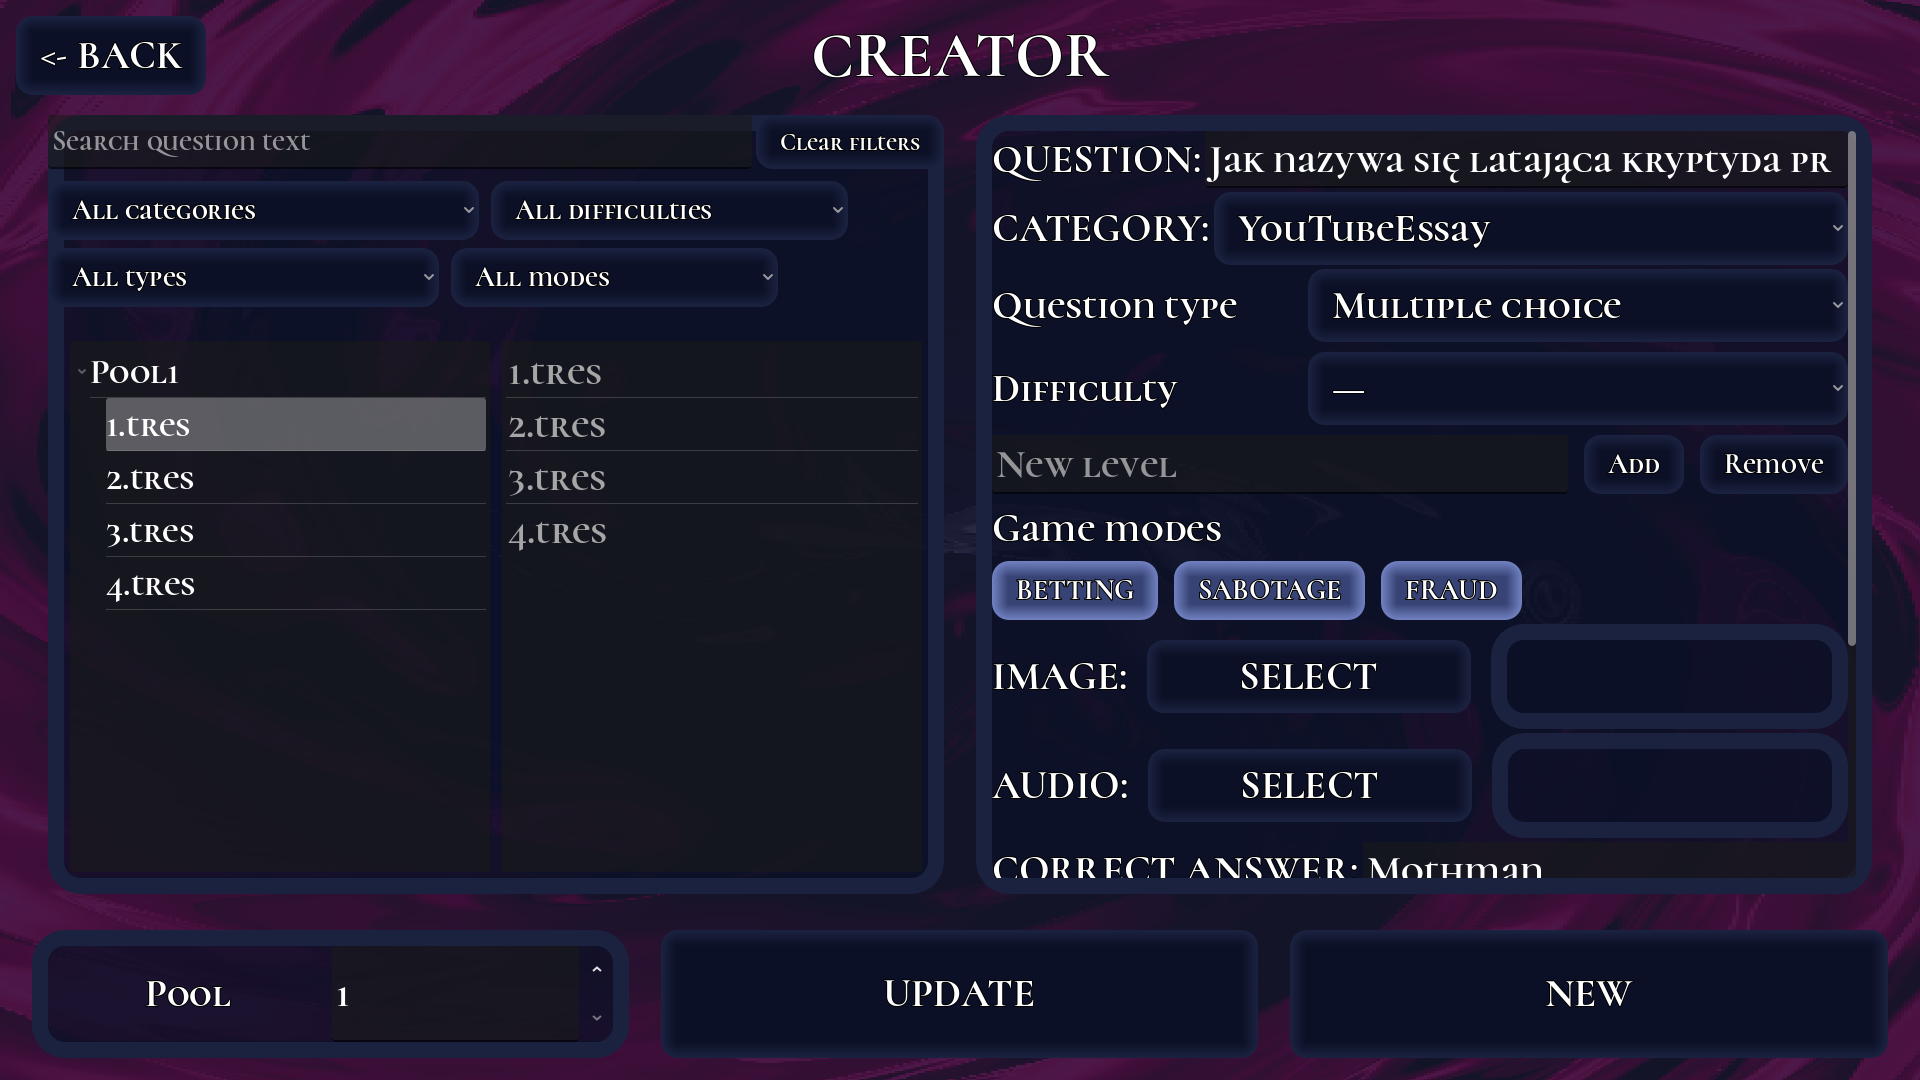 <- BACK
CREATOR
Search question text
Clear filters
All categories
All difficulties
All types
All modes
Pool1
1.tres
2.tres
3.tres
4.tres
1.tres
2.tres
3.tres
4.tres
QUESTION: Jak nazywa się latająca kryptyda pr
CATEGORY: YouTubeEssay
Question type Multiple choice
Difficulty —
New level Add Remove
Game modes
BETTING SABOTAGE FRAUD
IMAGE: SELECT
AUDIO: SELECT
CORRECT ANSWER: Mothman
Pool 1
UPDATE
NEW